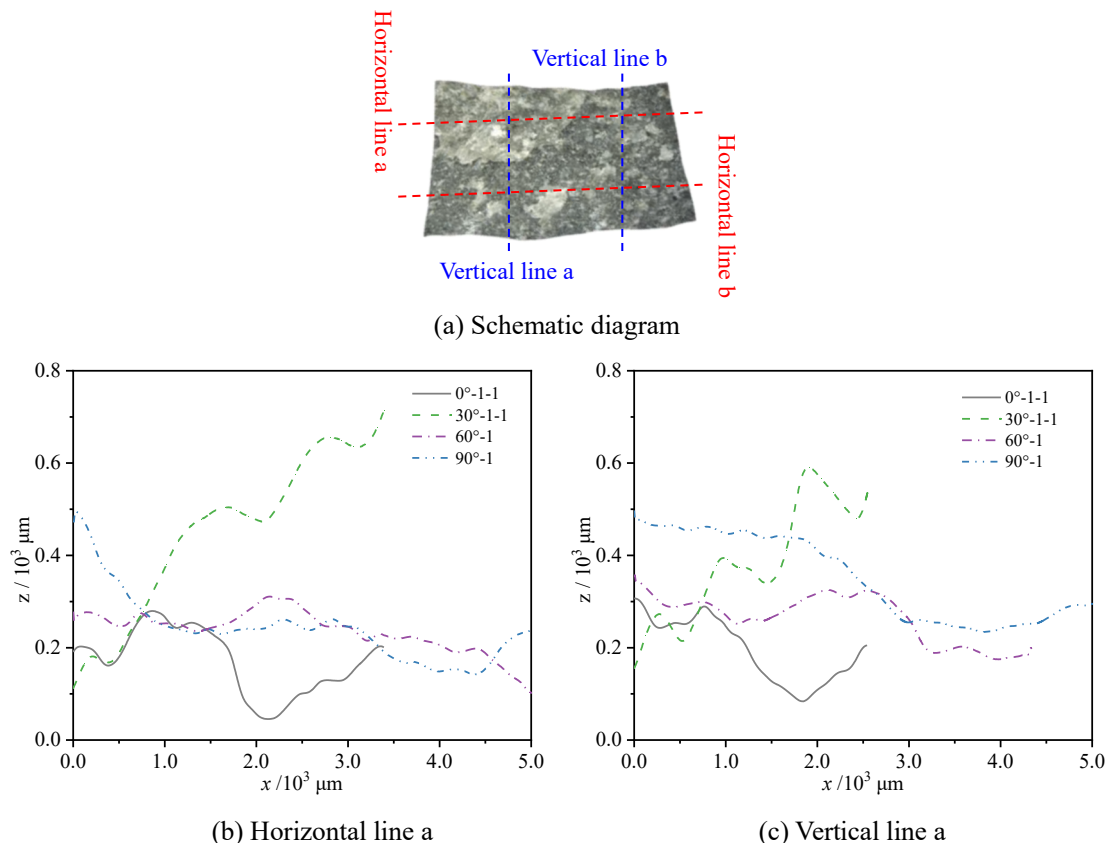 Horizontal line a
Vertical line b
Horizontal line b
Vertical line a
(a) Schematic diagram
0.8
0.6
0.4
0.2
0.0
z / 10³ μm
0°-1-1
30°-1-1
60°-1
90°-1
0.0 1.0 2.0 3.0 4.0 5.0
x /10³ μm
(b) Horizontal line a
0.8
0.6
0.4
0.2
0.0
z / 10³ μm
0°-1-1
30°-1-1
60°-1
90°-1
0.0 1.0 2.0 3.0 4.0 5.0
x /10³ μm
(c) Vertical line a